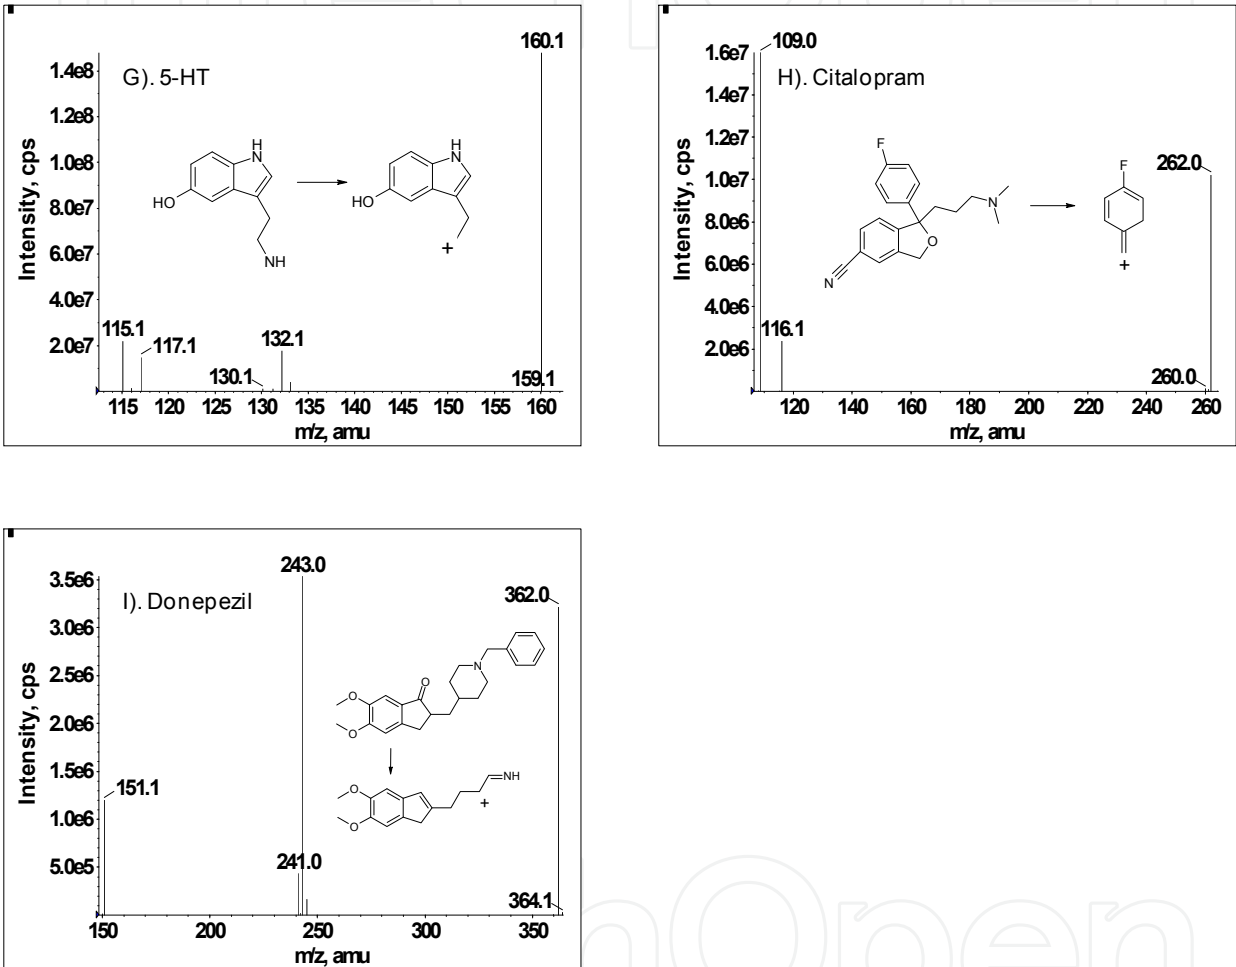 160.1
1.4e8
G). 5-HT
1.2e8
1.0e8
8.0e7
6.0e7
4.0e7
2.0e7
Intensity, cps
H
N
HO
NH
H
N
HO
+
115.1
117.1
130.1
132.1
159.1
115 120 125 130 135 140 145 150 155 160
m/z, amu
1.6e7
109.0
H). Citalopram
1.4e7
1.2e7
1.0e7
8.0e6
6.0e6
4.0e6
2.0e6
Intensity, cps
262.0
F
N
O
N
F
+
116.1
260.0
120 140 160 180 200 220 240 260
m/z, amu
243.0
3.5e6
I). Donepezil
362.0
3.0e6
2.5e6
2.0e6
1.5e6
1.0e6
5.0e5
Intensity, cps
N
O
O
O
NH
O
O
+
151.1
241.0
364.1
150 200 250 300 350
m/z, amu